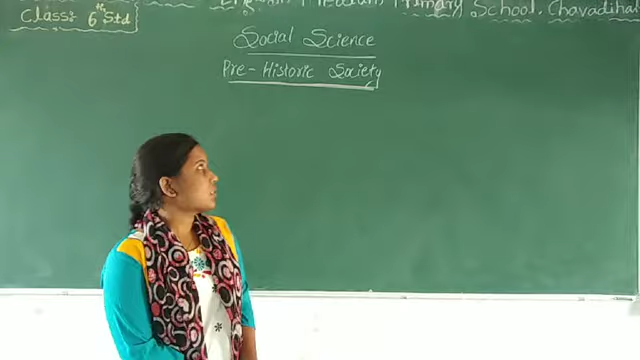 English Medium Primary School, Chavadihal
Class: 6th Std
Social Science
Pre-Historic Society